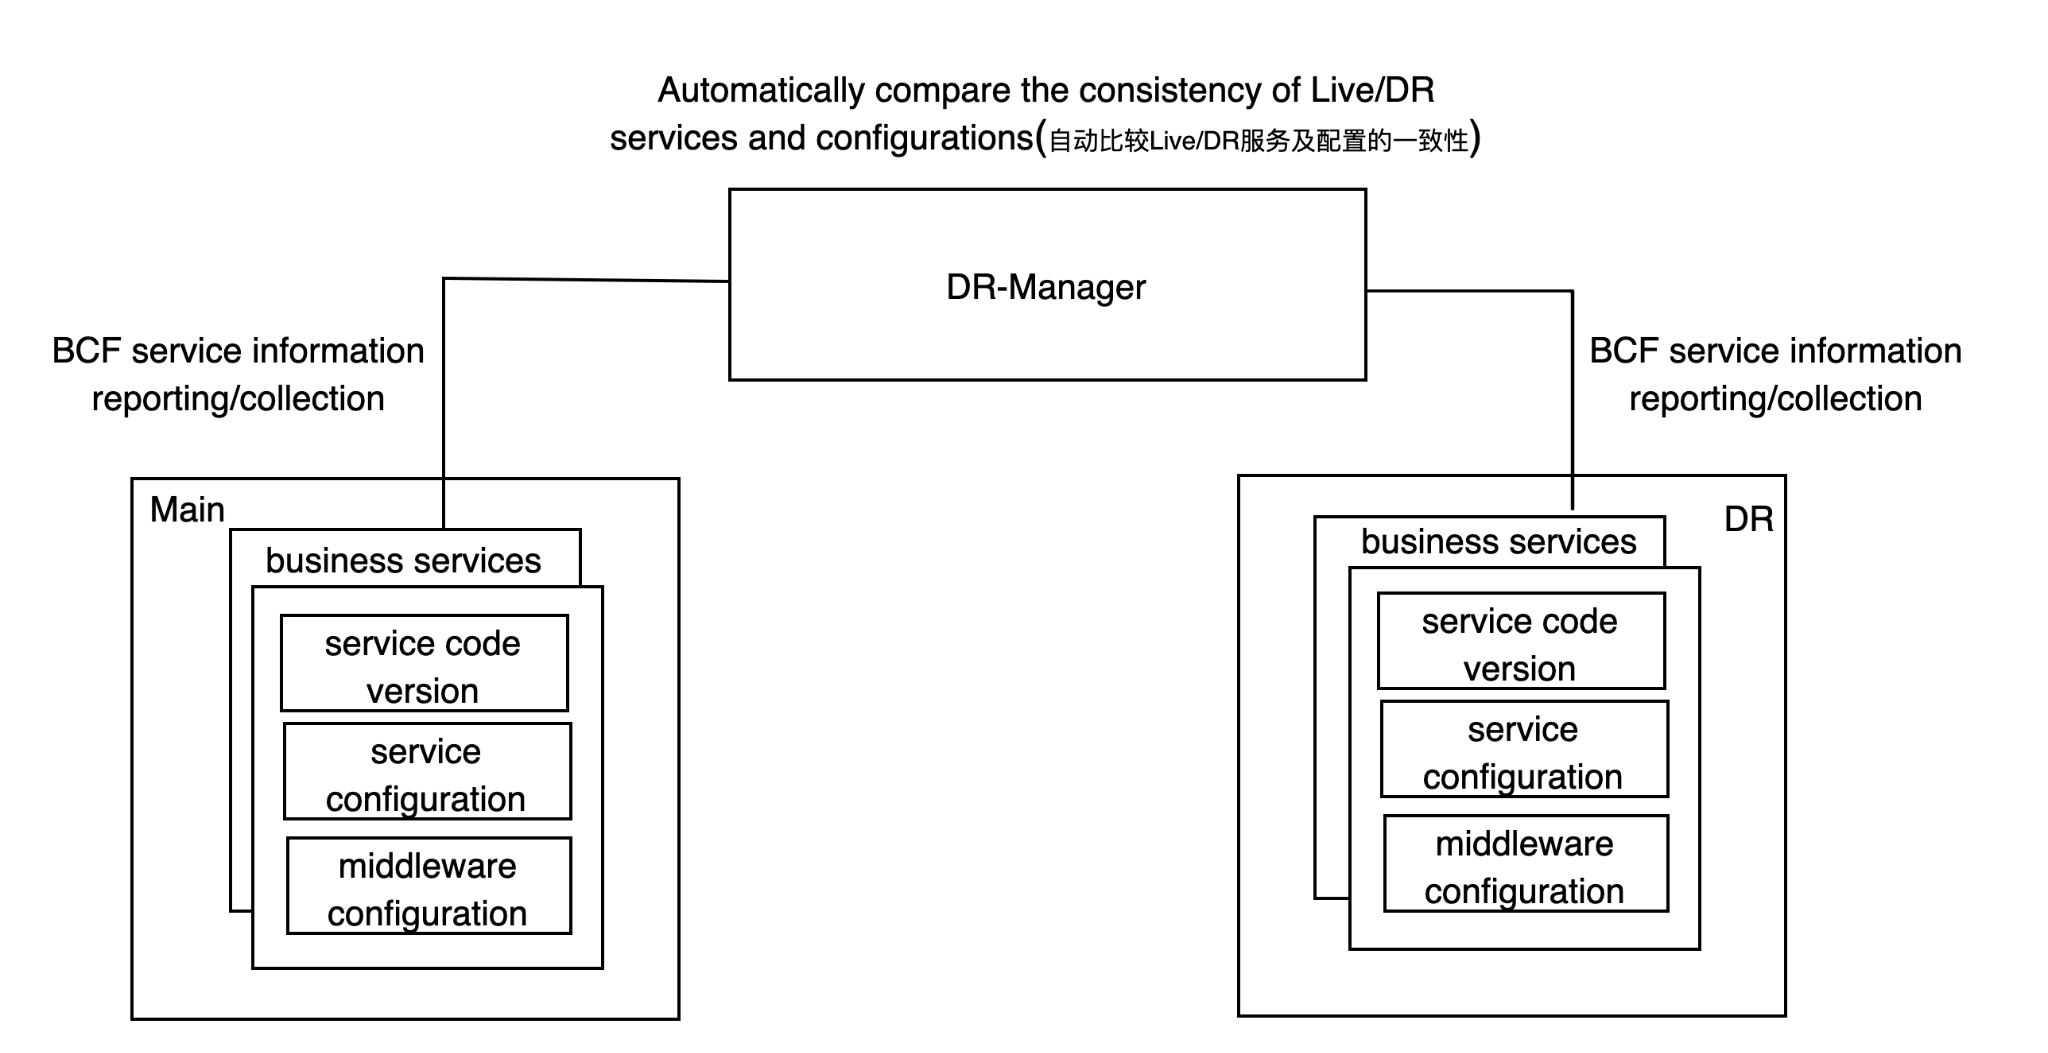 Automatically compare the consistency of Live/DR
services and configurations(自动比较Live/DR服务及配置的一致性)
DR-Manager
BCF service information
reporting/collection
BCF service information
reporting/collection
Main
business services
service code
version
service
configuration
middleware
configuration
DR
business services
service code
version
service
configuration
middleware
configuration